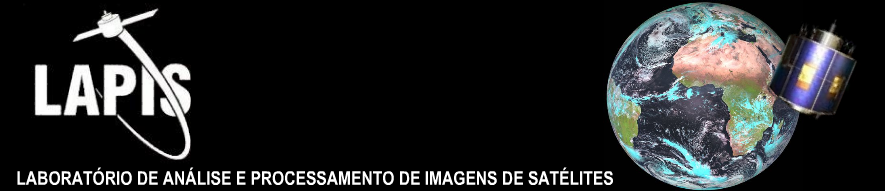 LAPIS
LABORATÓRIO DE ANÁLISE E PROCESSAMENTO DE IMAGENS DE SATÉLITES